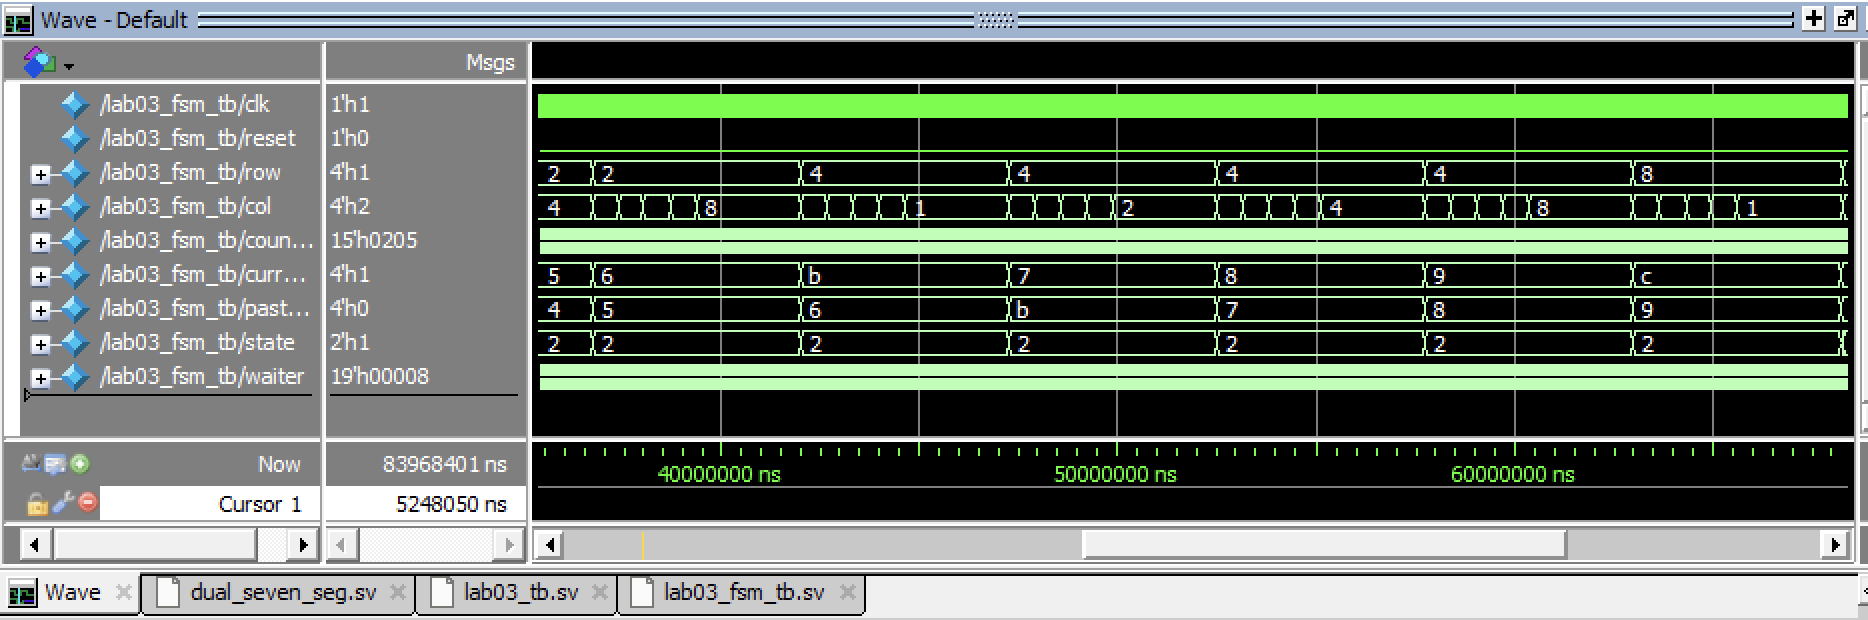 Wave - Default
Msgs
/lab03_fsm_tb/clk 1'h1
/lab03_fsm_tb/reset 1'h0
/lab03_fsm_tb/row 4'h1 2 2 4 4 4 4 8
/lab03_fsm_tb/col 4'h2 4 8 1 2 4 8 1
/lab03_fsm_tb/coun... 15'h0205
/lab03_fsm_tb/curr... 4'h1 5 6 b 7 8 9 c
/lab03_fsm_tb/past... 4'h0 4 5 6 b 7 8 9
/lab03_fsm_tb/state 2'h1 2 2 2 2 2 2 2
/lab03_fsm_tb/waiter 19'h00008
Now 83968401 ns 40000000 ns 50000000 ns 60000000 ns
Cursor 1 5248050 ns
Wave dual_seven_seg.sv lab03_tb.sv lab03_fsm_tb.sv